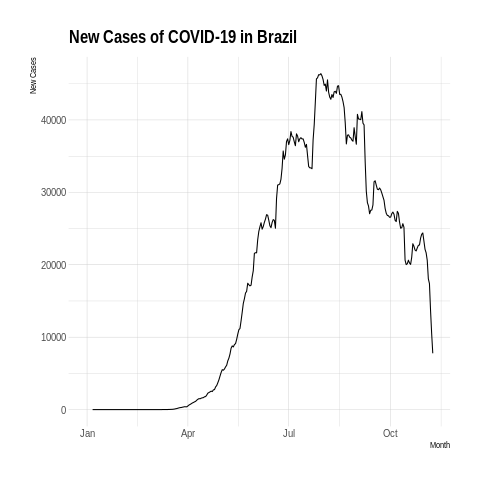 New Cases of COVID-19 in Brazil
New Cases
40000
30000
20000
10000
0
Jan Apr Jul Oct
Month